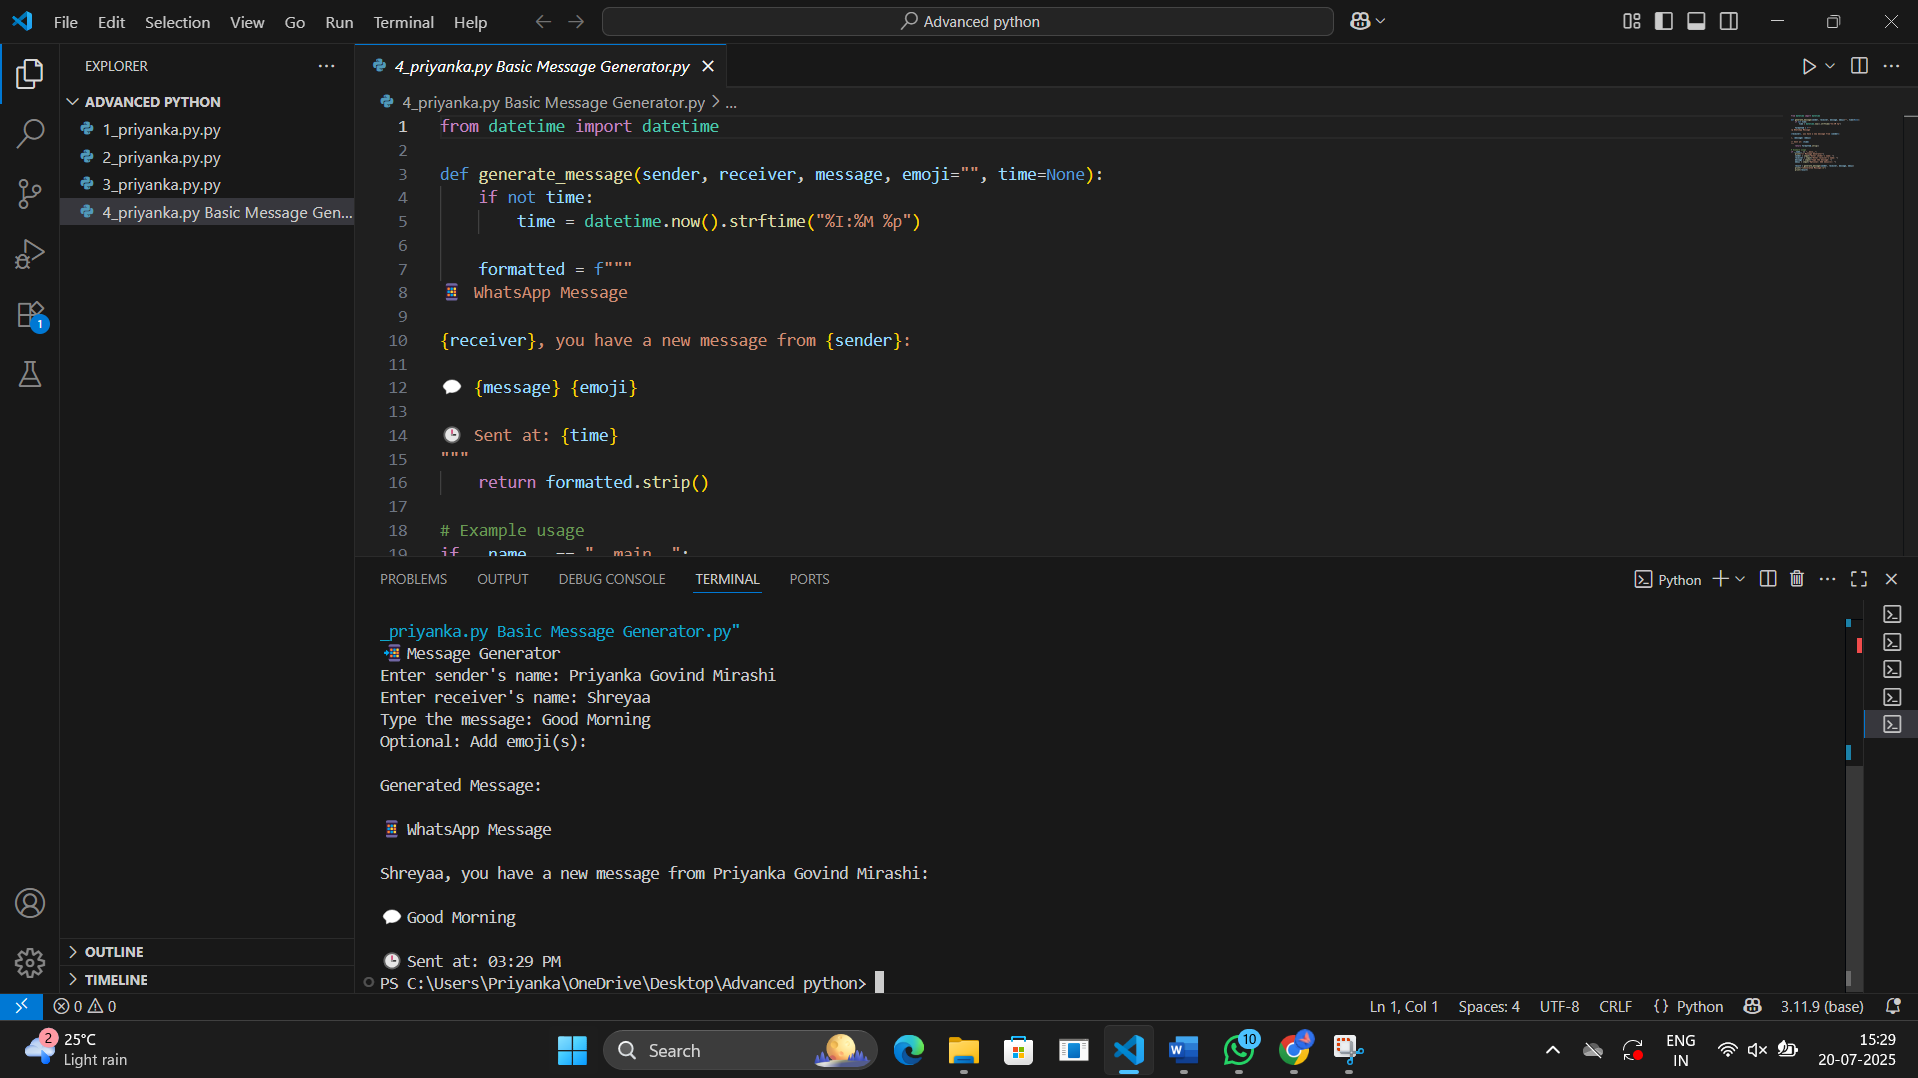 File Edit Selection View Go Run Terminal Help
Advanced python
EXPLORER
ADVANCED PYTHON
1_priyanka.py.py
2_priyanka.py.py
3_priyanka.py.py
4_priyanka.py Basic Message Gen...
OUTLINE
TIMELINE
1
4_priyanka.py Basic Message Generator.py
4_priyanka.py Basic Message Generator.py > ...
1 from datetime import datetime
2
3 def generate_message(sender, receiver, message, emoji="", time=None):
4 if not time:
5 time = datetime.now().strftime("%I:%M %p")
6
7 formatted = f"""
8 📱 WhatsApp Message
9
10 {receiver}, you have a new message from {sender}:
11
12 💬 {message} {emoji}
13
14 🕒 Sent at: {time}
15 """
16 return formatted.strip()
17
18 # Example usage
19 if __name__ == "__main__":
PROBLEMS OUTPUT DEBUG CONSOLE TERMINAL PORTS
Python
_priyanka.py Basic Message Generator.py"
📲 Message Generator
Enter sender's name: Priyanka Govind Mirashi
Enter receiver's name: Shreyaa
Type the message: Good Morning
Optional: Add emoji(s):
Generated Message:
📱 WhatsApp Message
Shreyaa, you have a new message from Priyanka Govind Mirashi:
💬 Good Morning
🕒 Sent at: 03:29 PM
PS C:\Users\Priyanka\OneDrive\Desktop\Advanced python>
0 0
Ln 1, Col 1 Spaces: 4 UTF-8 CRLF {} Python 3.11.9 (base)
2
25°C
Light rain
Search
10
ENG
IN
15:29
20-07-2025